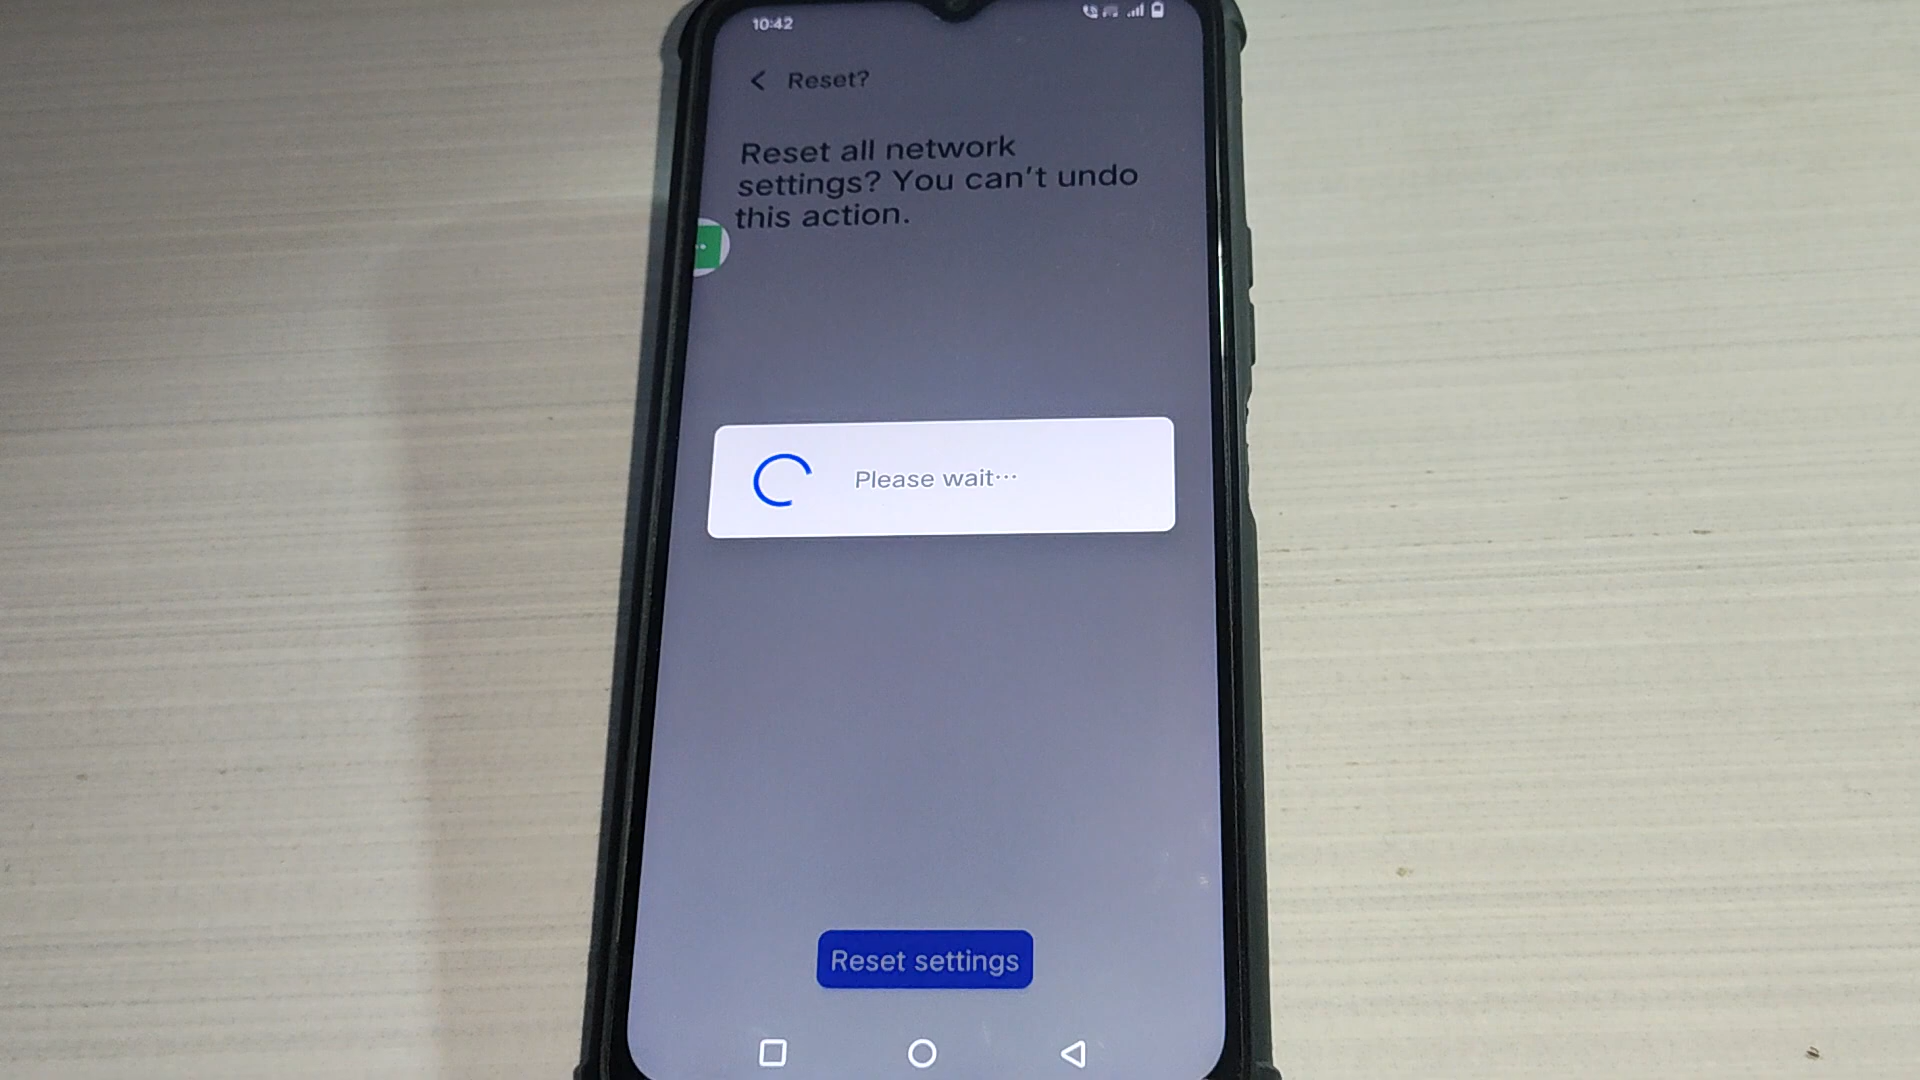 10:42
Reset?
Reset all network
settings? You can't undo
this action.
Please wait...
Reset settings